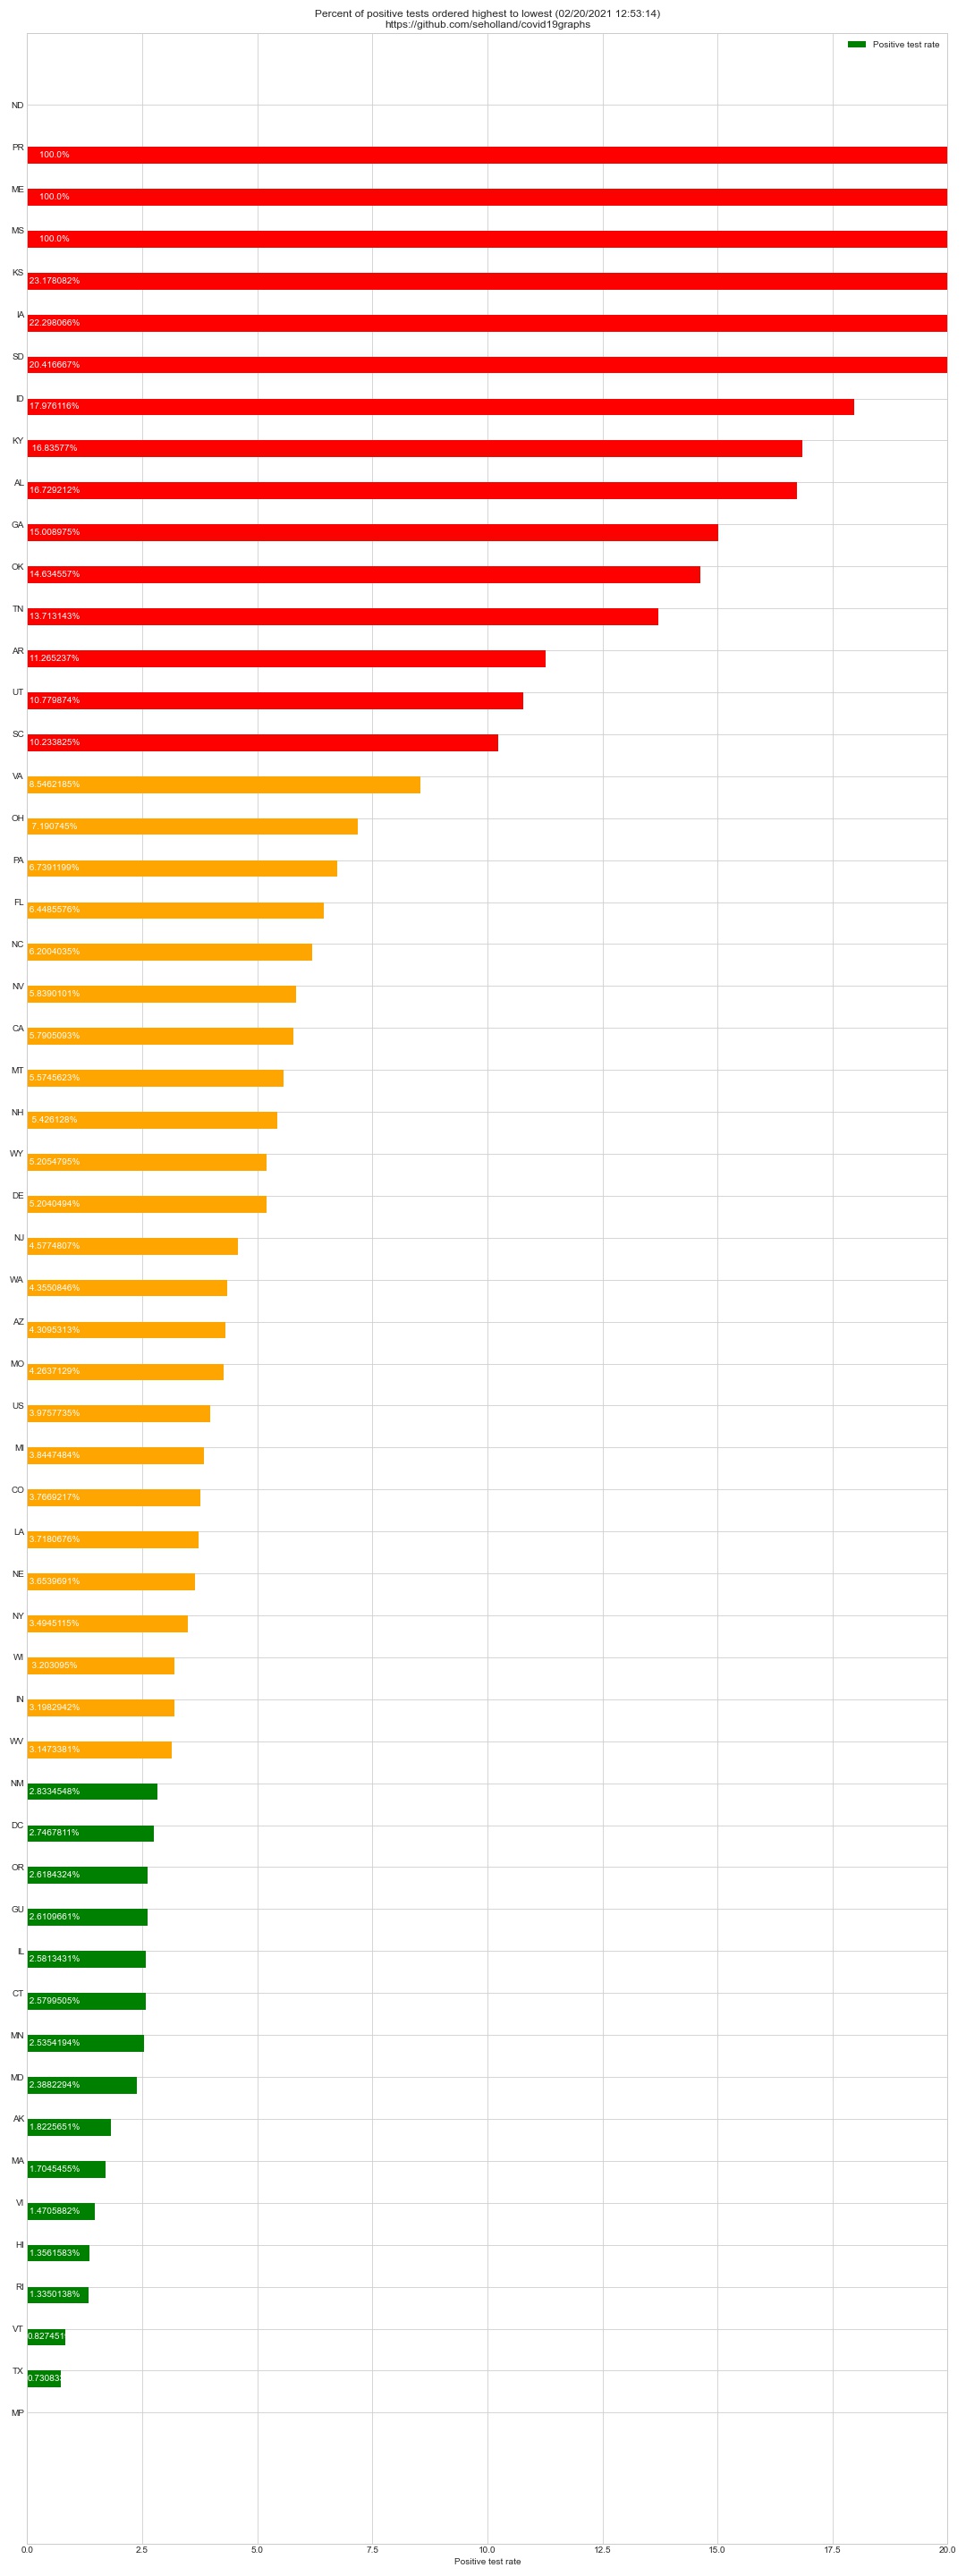 Percent of positive tests ordered highest to lowest (02/20/2021 12:53:14)
https://github.com/seholland/covid19graphs
Positive test rate
ND
PR
100.0%
ME
100.0%
MS
100.0%
KS
23.178082%
IA
22.298066%
SD
20.416667%
ID
17.976116%
KY
16.83577%
AL
16.729212%
GA
15.008975%
OK
14.634557%
TN
13.713143%
AR
11.265237%
UT
10.779874%
SC
10.233825%
VA
8.5462185%
OH
7.190745%
PA
6.7391199%
FL
6.4485576%
NC
6.2004035%
NV
5.8390101%
CA
5.7905093%
MT
5.5745623%
NH
5.426128%
WY
5.2054795%
DE
5.2040494%
NJ
4.5774807%
WA
4.3550846%
AZ
4.3095313%
MO
4.2637129%
US
3.9757735%
MI
3.8447484%
CO
3.7669217%
LA
3.7180676%
NE
3.6539691%
NY
3.4945115%
WI
3.203095%
IN
3.1982942%
WV
3.1473381%
NM
2.8334548%
DC
2.7467811%
OR
2.6184324%
GU
2.6109661%
IL
2.5813431%
CT
2.5799505%
MN
2.5354194%
MD
2.3882294%
AK
1.8225651%
MA
1.7045455%
VI
1.4705882%
HI
1.3561583%
RI
1.3350138%
VT
0.827451
TX
0.73083
MP
0.0 2.5 5.0 7.5 10.0 12.5 15.0 17.5 20.0
Positive test rate